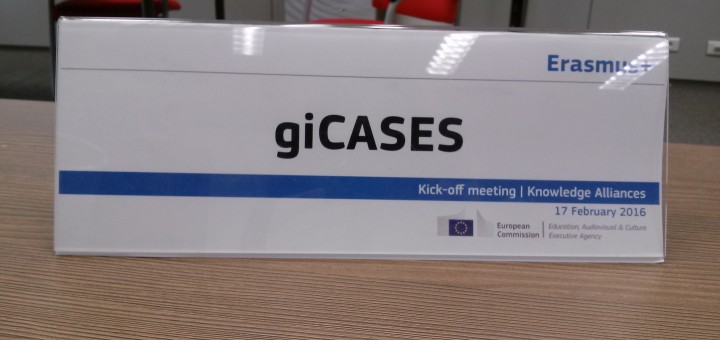 Erasmus+
giCASES
Kick-off meeting | Knowledge Alliances
17 February 2016
European Commission
Education, Audiovisual & Culture
Executive Agency